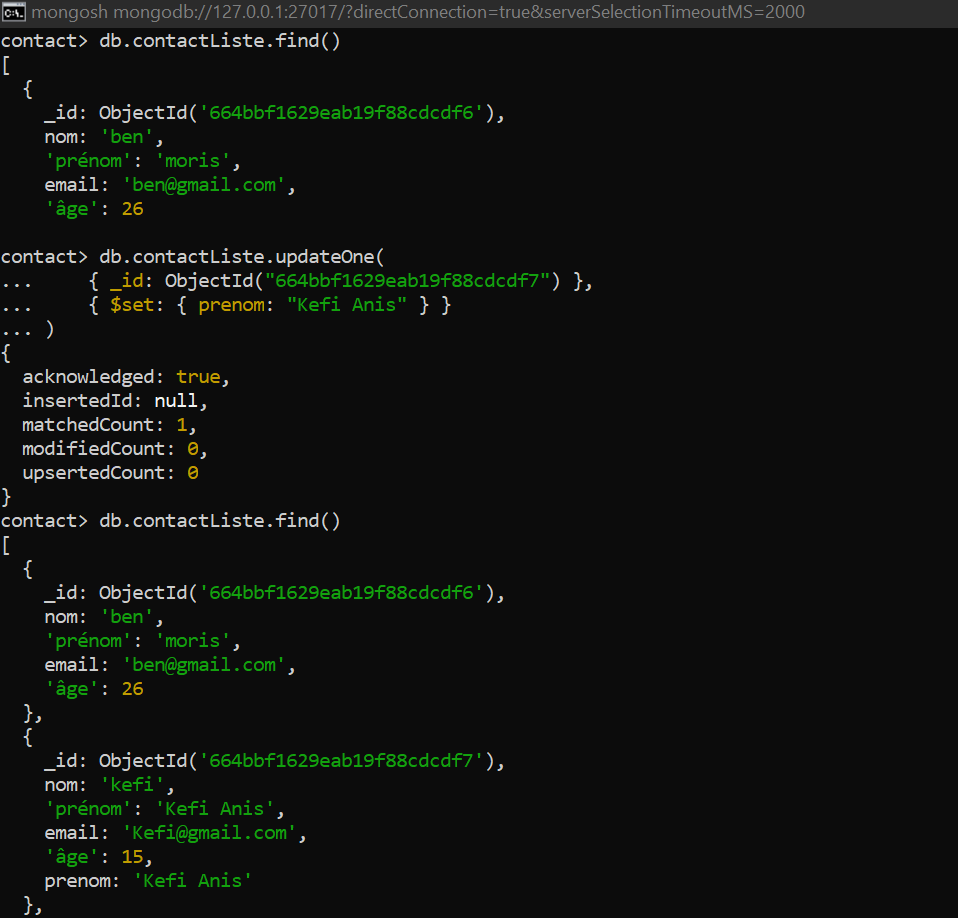 mongosh mongodb://127.0.0.1:27017/?directConnection=true&serverSelectionTimeoutMS=2000
contact> db.contactListe.find()
[
  {
    _id: ObjectId('664bbf1629eab19f88cdcdf6'),
    nom: 'ben',
    'prénom': 'moris',
    email: 'ben@gmail.com',
    'âge': 26

contact> db.contactListe.updateOne(
...     { _id: ObjectId("664bbf1629eab19f88cdcdf7") },
...     { $set: { prenom: "Kefi Anis" } }
... )
{
  acknowledged: true,
  insertedId: null,
  matchedCount: 1,
  modifiedCount: 0,
  upsertedCount: 0
}
contact> db.contactListe.find()
[
  {
    _id: ObjectId('664bbf1629eab19f88cdcdf6'),
    nom: 'ben',
    'prénom': 'moris',
    email: 'ben@gmail.com',
    'âge': 26
  },
  {
    _id: ObjectId('664bbf1629eab19f88cdcdf7'),
    nom: 'kefi',
    'prénom': 'Kefi Anis',
    email: 'Kefi@gmail.com',
    'âge': 15,
    prenom: 'Kefi Anis'
  },